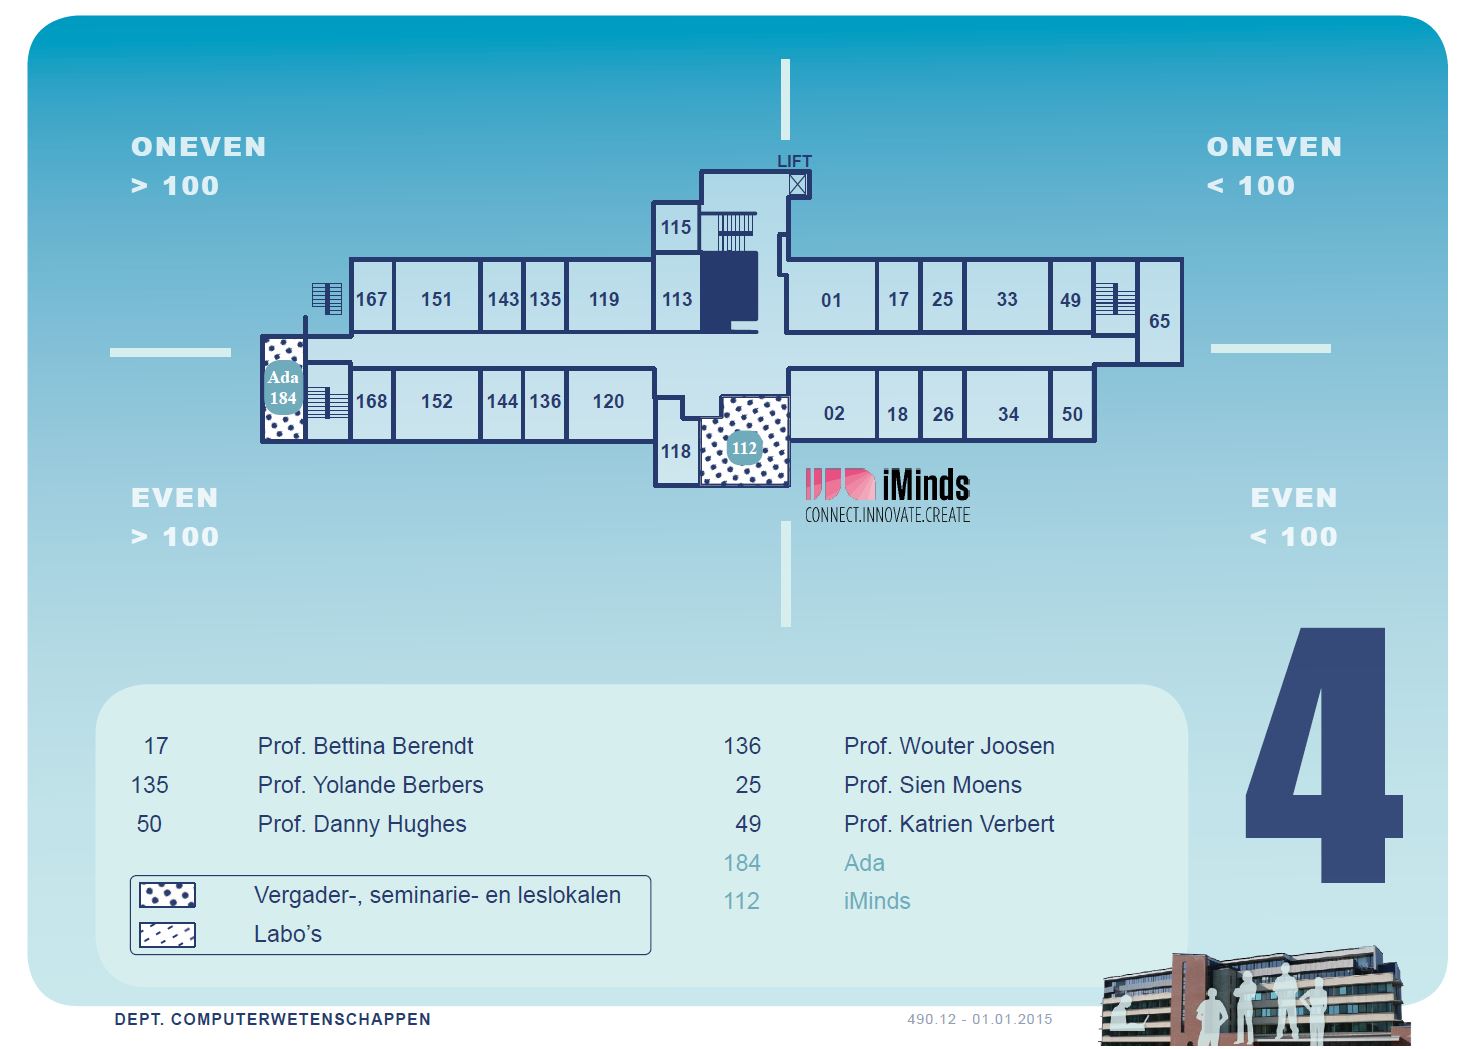 ONEVEN
> 100
ONEVEN
< 100
LIFT
115
167 151 143 135 119 113 01 17 25 33 49 65
Ada
184
168 152 144 136 120 118 112 02 18 26 34 50
iMinds
CONNECT.INNOVATE.CREATE
EVEN
> 100
EVEN
< 100
4
17 Prof. Bettina Berendt
135 Prof. Yolande Berbers
50 Prof. Danny Hughes
136 Prof. Wouter Joosen
25 Prof. Sien Moens
49 Prof. Katrien Verbert
184 Ada
112 iMinds
Vergader-, seminarie- en leslokalen
Labo’s
DEPT. COMPUTERWETENSCHAPPEN
490.12 - 01.01.2015